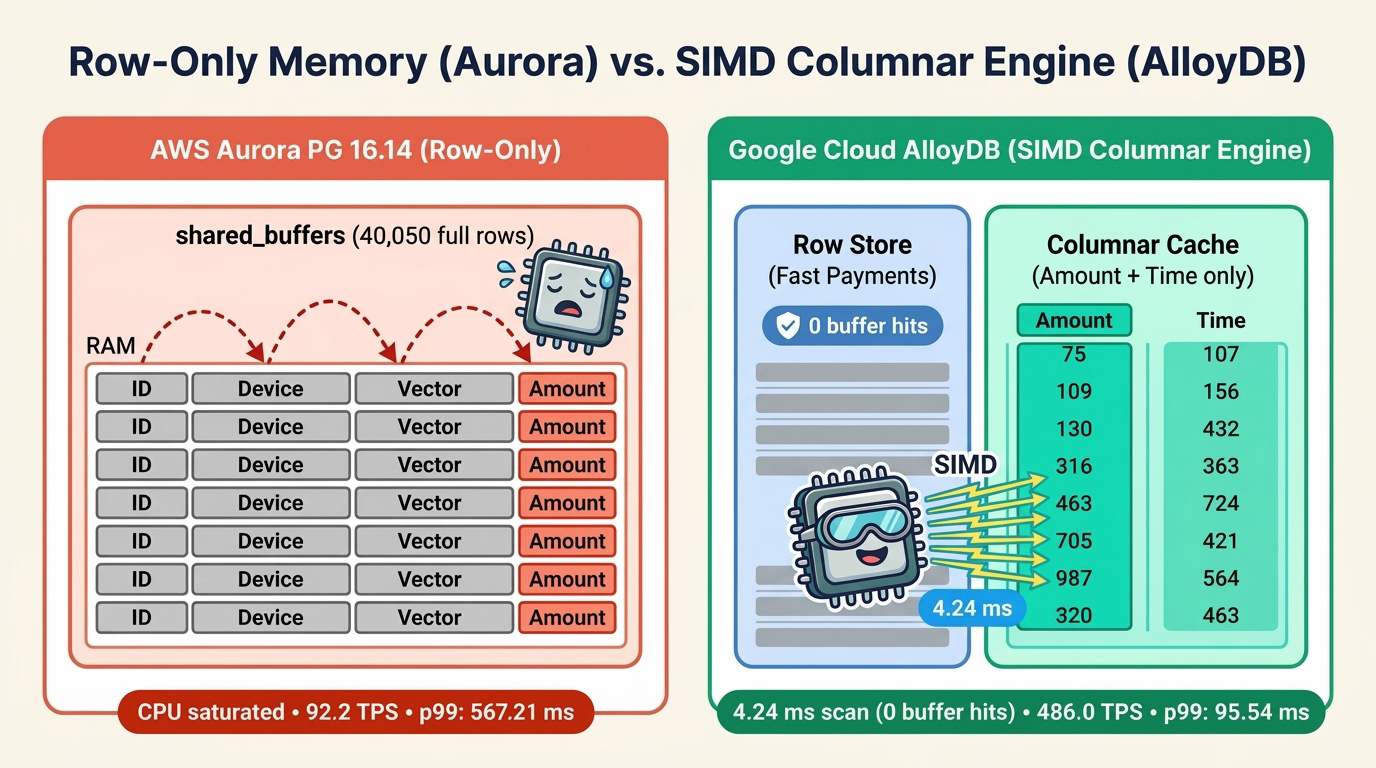 Row-Only Memory (Aurora) vs. SIMD Columnar Engine (AlloyDB)
AWS Aurora PG 16.14 (Row-Only)
shared_buffers (40,050 full rows)
RAM
ID Device Vector Amount
ID Device Vector Amount
ID Device Vector Amount
ID Device Vector Amount
ID Device Vector Amount
ID Device Vector Amount
ID Device Vector Amount
CPU saturated • 92.2 TPS • p99: 567.21 ms
Google Cloud AlloyDB (SIMD Columnar Engine)
Row Store
(Fast Payments)
0 buffer hits
SIMD
4.24 ms
Columnar Cache
(Amount + Time only)
Amount Time
75 107
109 156
130 432
316 363
463 724
705 421
987 564
320 463
4.24 ms scan (0 buffer hits) • 486.0 TPS • p99: 95.54 ms